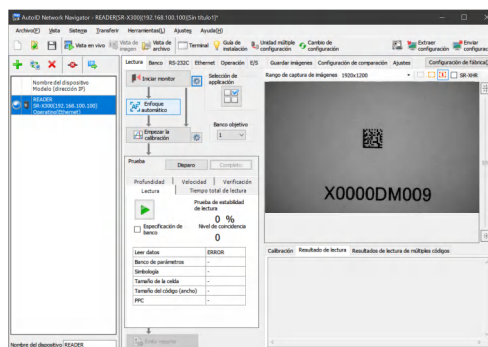 AutoID Network Navigator - READER(SR-X300)[192.168.100.100](Sin título1)*
Archivo(F) Vista Sistema Transferir Herramientas(L) Ajustes Ayuda(H)
Vista en vivo Vista de imagen Vista de archivo Terminal Guía de instalación Unidad múltiple configuración Cambio de configuración Extraer configuración Enviar configurac
Lectura Banco RS-232C Ethernet Operación E/S Guardar imágenes Configuración de comparación Ajustes Configuración de fábrica(
Nombre del dispositivo
Modelo (dirección IP)
READER
SR-X300(192.168.100.100)
Operating(Ethernet)
Iniciar monitor
Selección de aplicación
Enfoque automático
Banco objetivo
1
Empezar la calibración
Rango de captura de imágenes 1920x1200
SR-XHR
X0000DM009
Prueba
Disparo
Completo
Profundidad Velocidad Verificación
Lectura Tiempo total de lectura
Prueba de estabilidad de lectura
0 %
Especificación de banco
Nivel de coincidencia
0
Leer datos ERROR
Banco de parámetros -
Simbología -
Tamaño de la celda -
Tamaño del código (ancho) -
PPC -
Calibración Resultado de lectura Resultados de lectura de múltiples códigos
Nombre del dispositivo READER